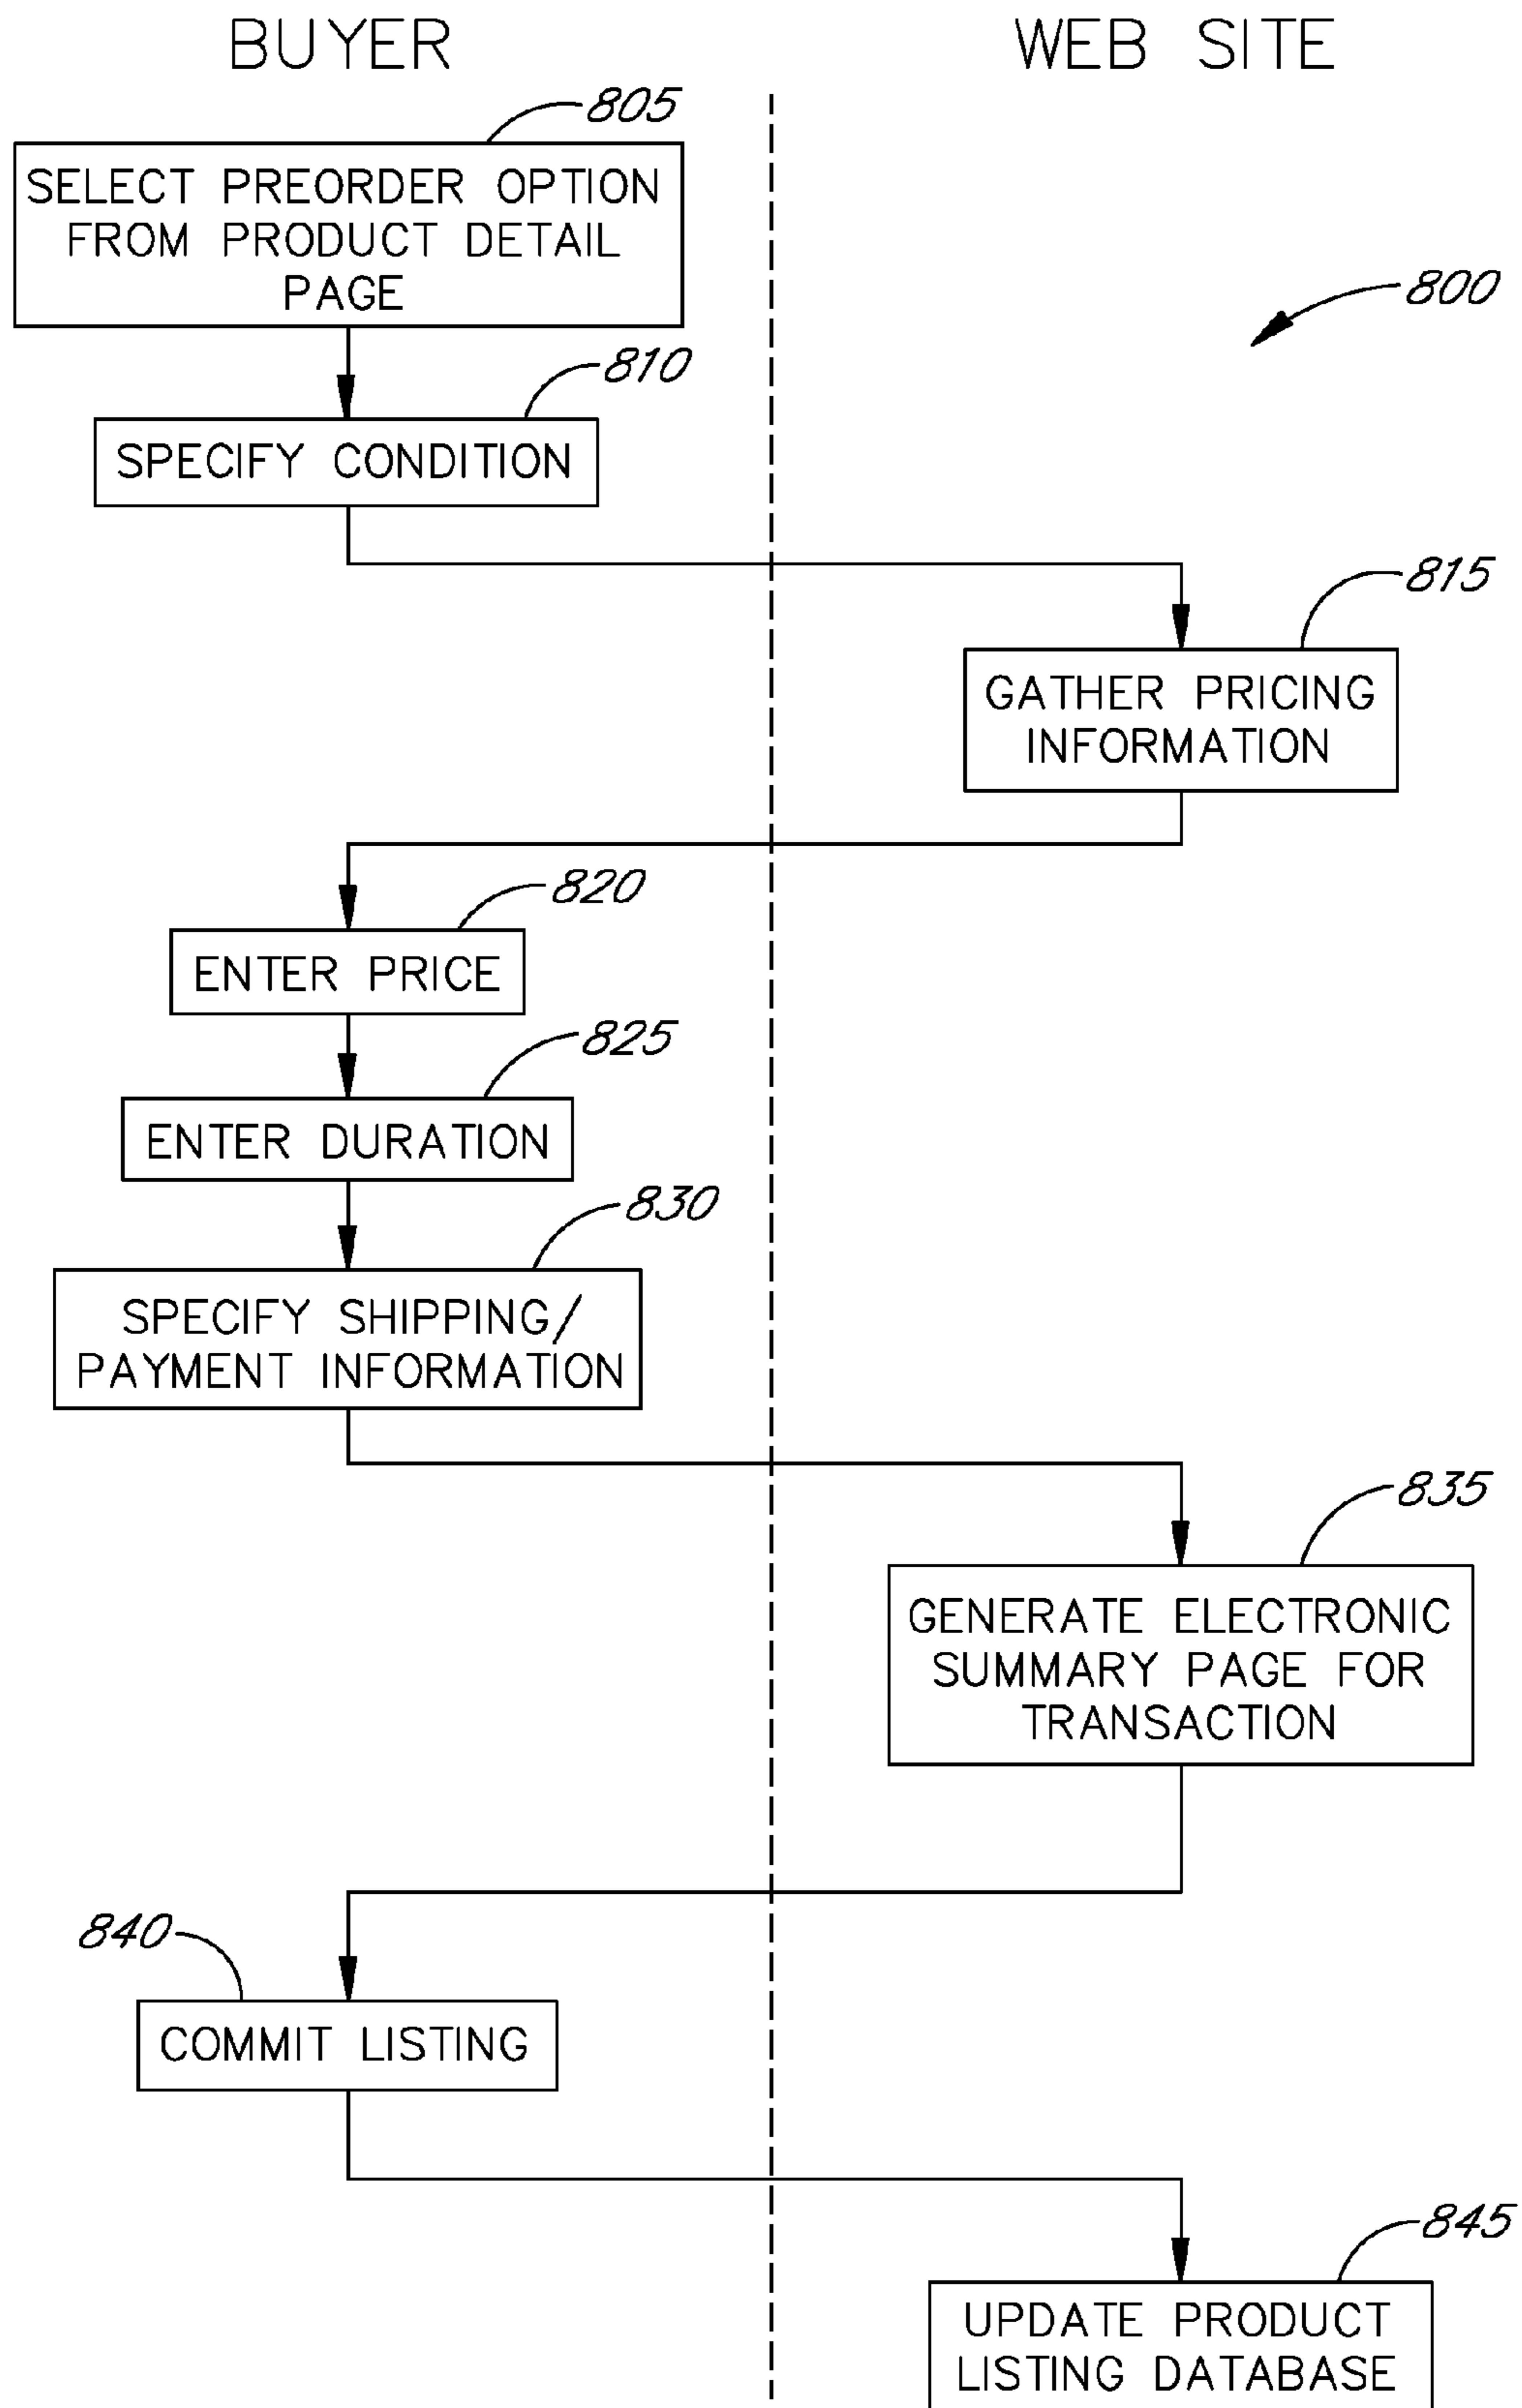 BUYER
WEB SITE
805
SELECT PREORDER OPTION
FROM PRODUCT DETAIL
PAGE
800
810
SPECIFY CONDITION
815
GATHER PRICING
INFORMATION
820
ENTER PRICE
825
ENTER DURATION
830
SPECIFY SHIPPING/
PAYMENT INFORMATION
835
GENERATE ELECTRONIC
SUMMARY PAGE FOR
TRANSACTION
840
COMMIT LISTING
845
UPDATE PRODUCT
LISTING DATABASE